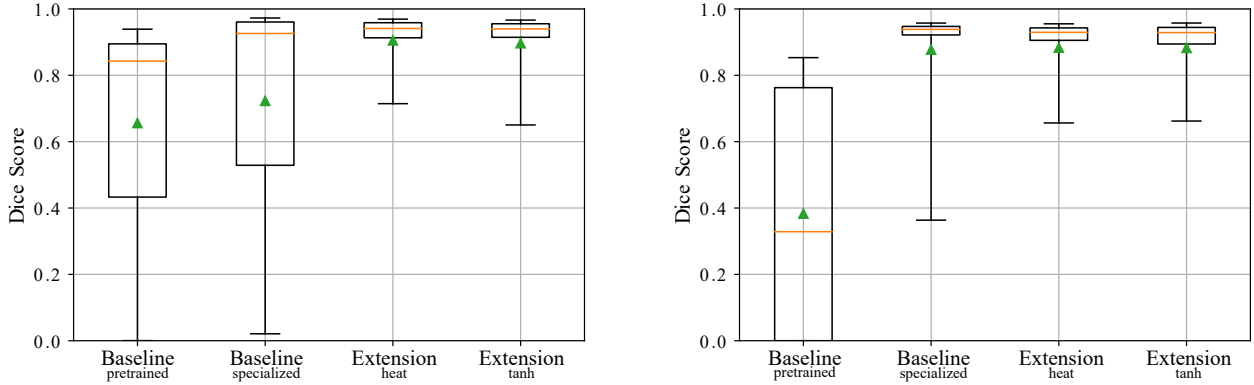 1.0
0.8
0.6
0.4
0.2
0.0
Dice Score
Baseline
pretrained
Baseline
specialized
Extension
heat
Extension
tanh
1.0
0.8
0.6
0.4
0.2
0.0
Dice Score
Baseline
pretrained
Baseline
specialized
Extension
heat
Extension
tanh